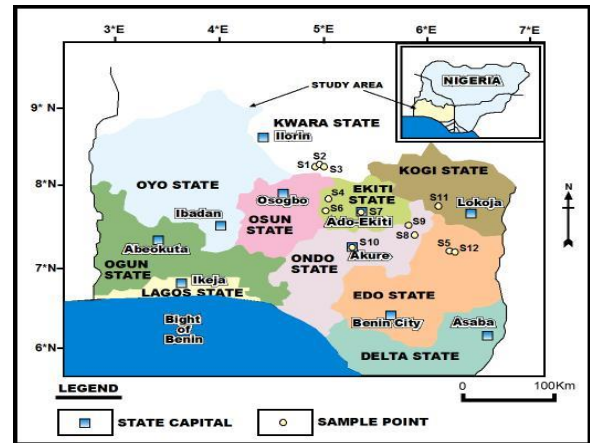 3°E 4°E 5°E 6°E 7°E
NIGERIA
STUDY AREA
9° N
KWARA STATE
Ilorin
S2
S1 S3
KOGI STATE
8° N
OYO STATE
EKITI STATE
S4
S11
Osogbo
Lokoja
S6 S7
Ibadan
OSUN STATE
Ado-Ekiti
S9
Abeokuta
S8
S10
S5 S12
Akure
OGUN STATE
ONDO STATE
7° N
Ikeja
LAGOS STATE
EDO STATE
Bight of Benin
Benin City
Asaba
6° N
DELTA STATE
N
LEGEND
0 100Km
STATE CAPITAL
SAMPLE POINT